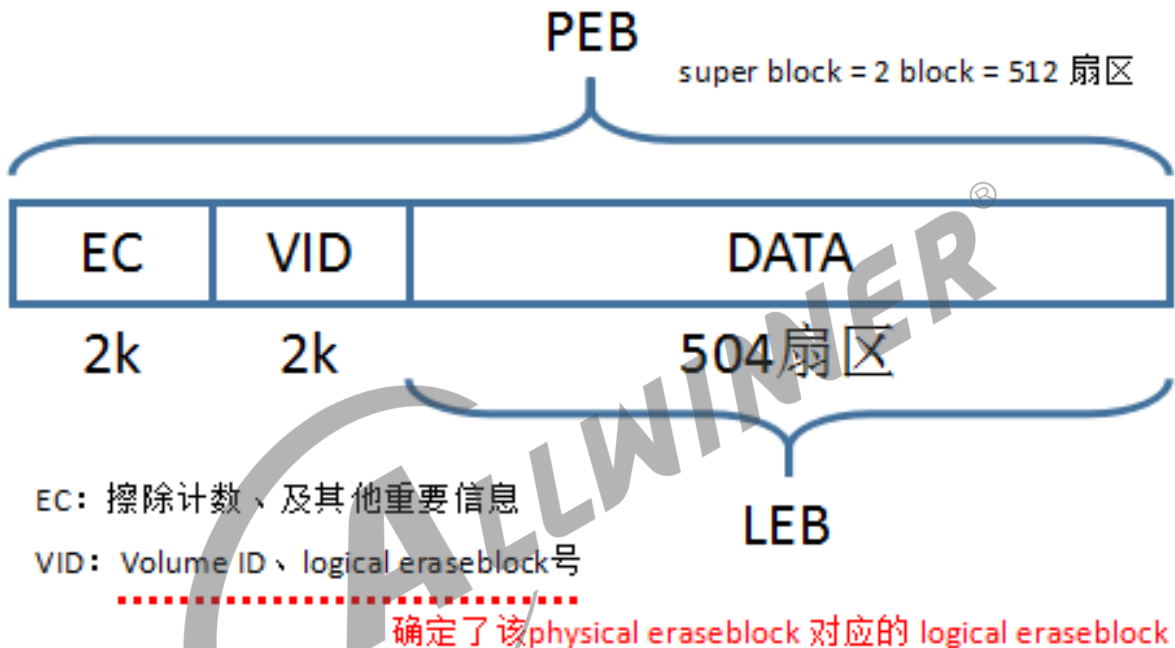 PEB
super block = 2 block = 512 扇区
EC
VID
DATA
2k
2k
504扇区
LEB
EC：擦除计数、及其他重要信息
VID：Volume ID、logical eraseblock号
确定了该physical eraseblock 对应的 logical eraseblock
ALLWINNER®